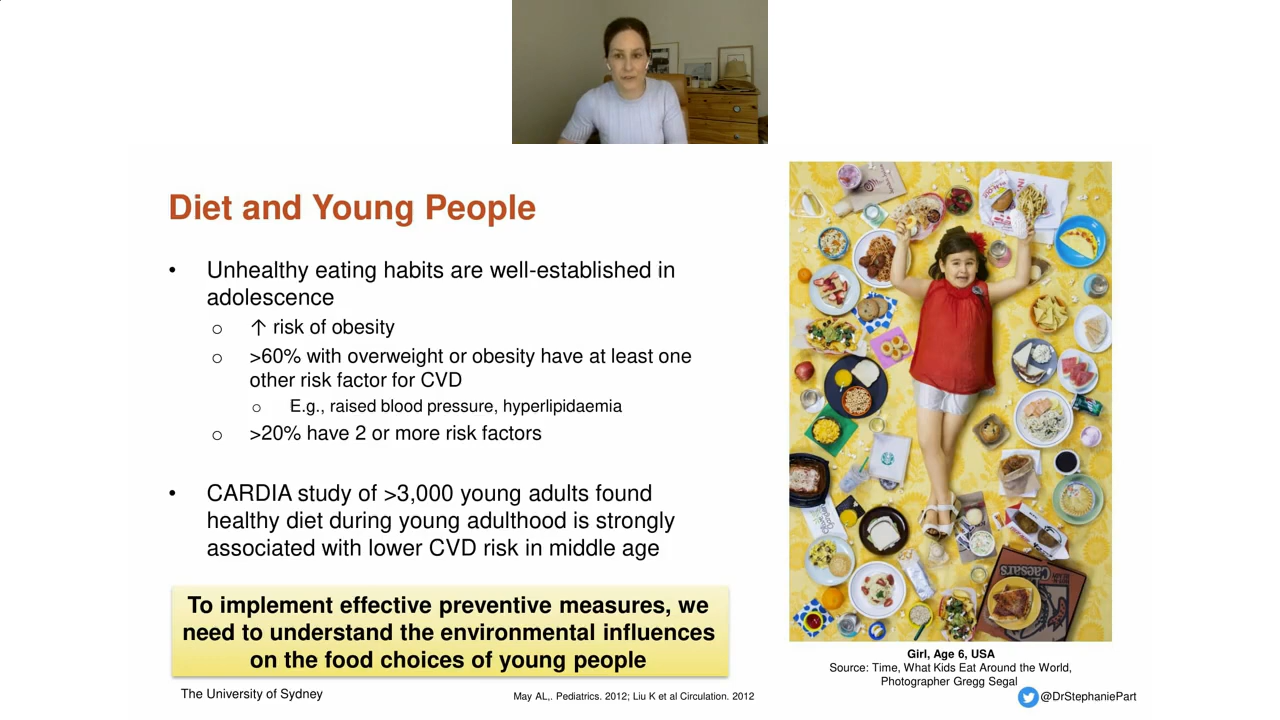 Diet and Young People
• Unhealthy eating habits are well-established in
adolescence
o ↑ risk of obesity
o >60% with overweight or obesity have at least one
other risk factor for CVD
o E.g., raised blood pressure, hyperlipidaemia
o >20% have 2 or more risk factors
• CARDIA study of >3,000 young adults found
healthy diet during young adulthood is strongly
associated with lower CVD risk in middle age
To implement effective preventive measures, we
need to understand the environmental influences
on the food choices of young people
Caesars
Girl, Age 6, USA
Source: Time, What Kids Eat Around the World,
Photographer Gregg Segal
The University of Sydney
May AL,. Pediatrics. 2012; Liu K et al Circulation. 2012
@DrStephaniePart